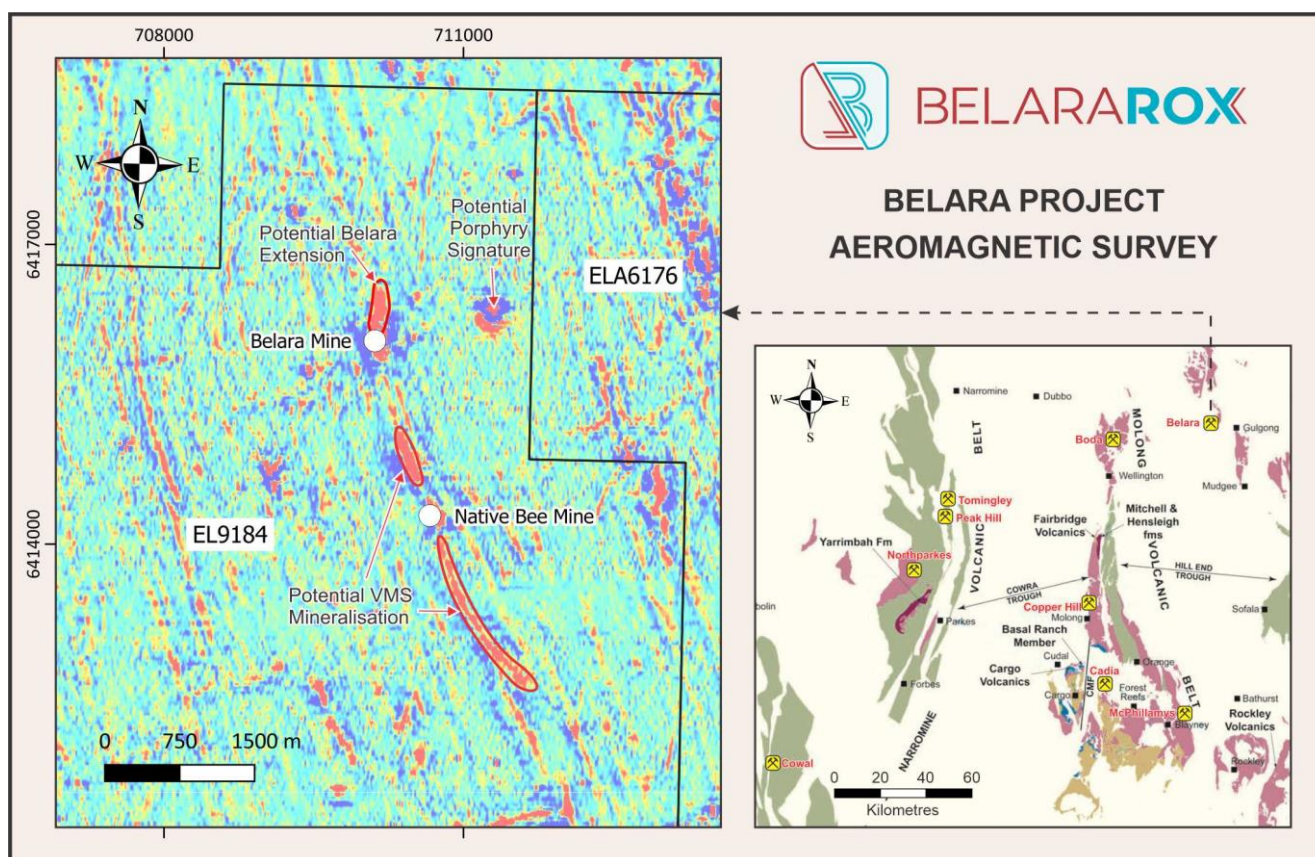 708000
711000
6417000
6414000
N
W
E
S
Potential Belara
Extension
Potential
Porphyry
Signature
ELA6176
Belara Mine
Native Bee Mine
EL9184
Potential VMS
Mineralisation
0 750 1500 m
BELARAROX
BELARA PROJECT
AEROMAGNETIC SURVEY
N
W
E
S
Narromine
Dubbo
BELT
MOLONG
Belara
Gulgong
Boda
Wellington
Mudgee
Tomingley
Peak Hill
Fairbridge
Volcanics
Mitchell &
Hensleigh
fms
Yarrimbah Fm
Northparkes
VOLCANIC
VOLCANIC
COWRA
TROUGH
HILL END
TROUGH
bolin
Sofala
Parkes
Copper Hill
Molong
Basal Ranch
Member
Cudal
Orange
Cargo
Volcanics
CMF
Cadia
Forest
Reefs
BELT
Forbes
Cargo
McPhillamys
Blayney
Bathurst
Rockley
Volcanics
Rockley
NARROMINE
Cowal
0 20 40 60
Kilometres